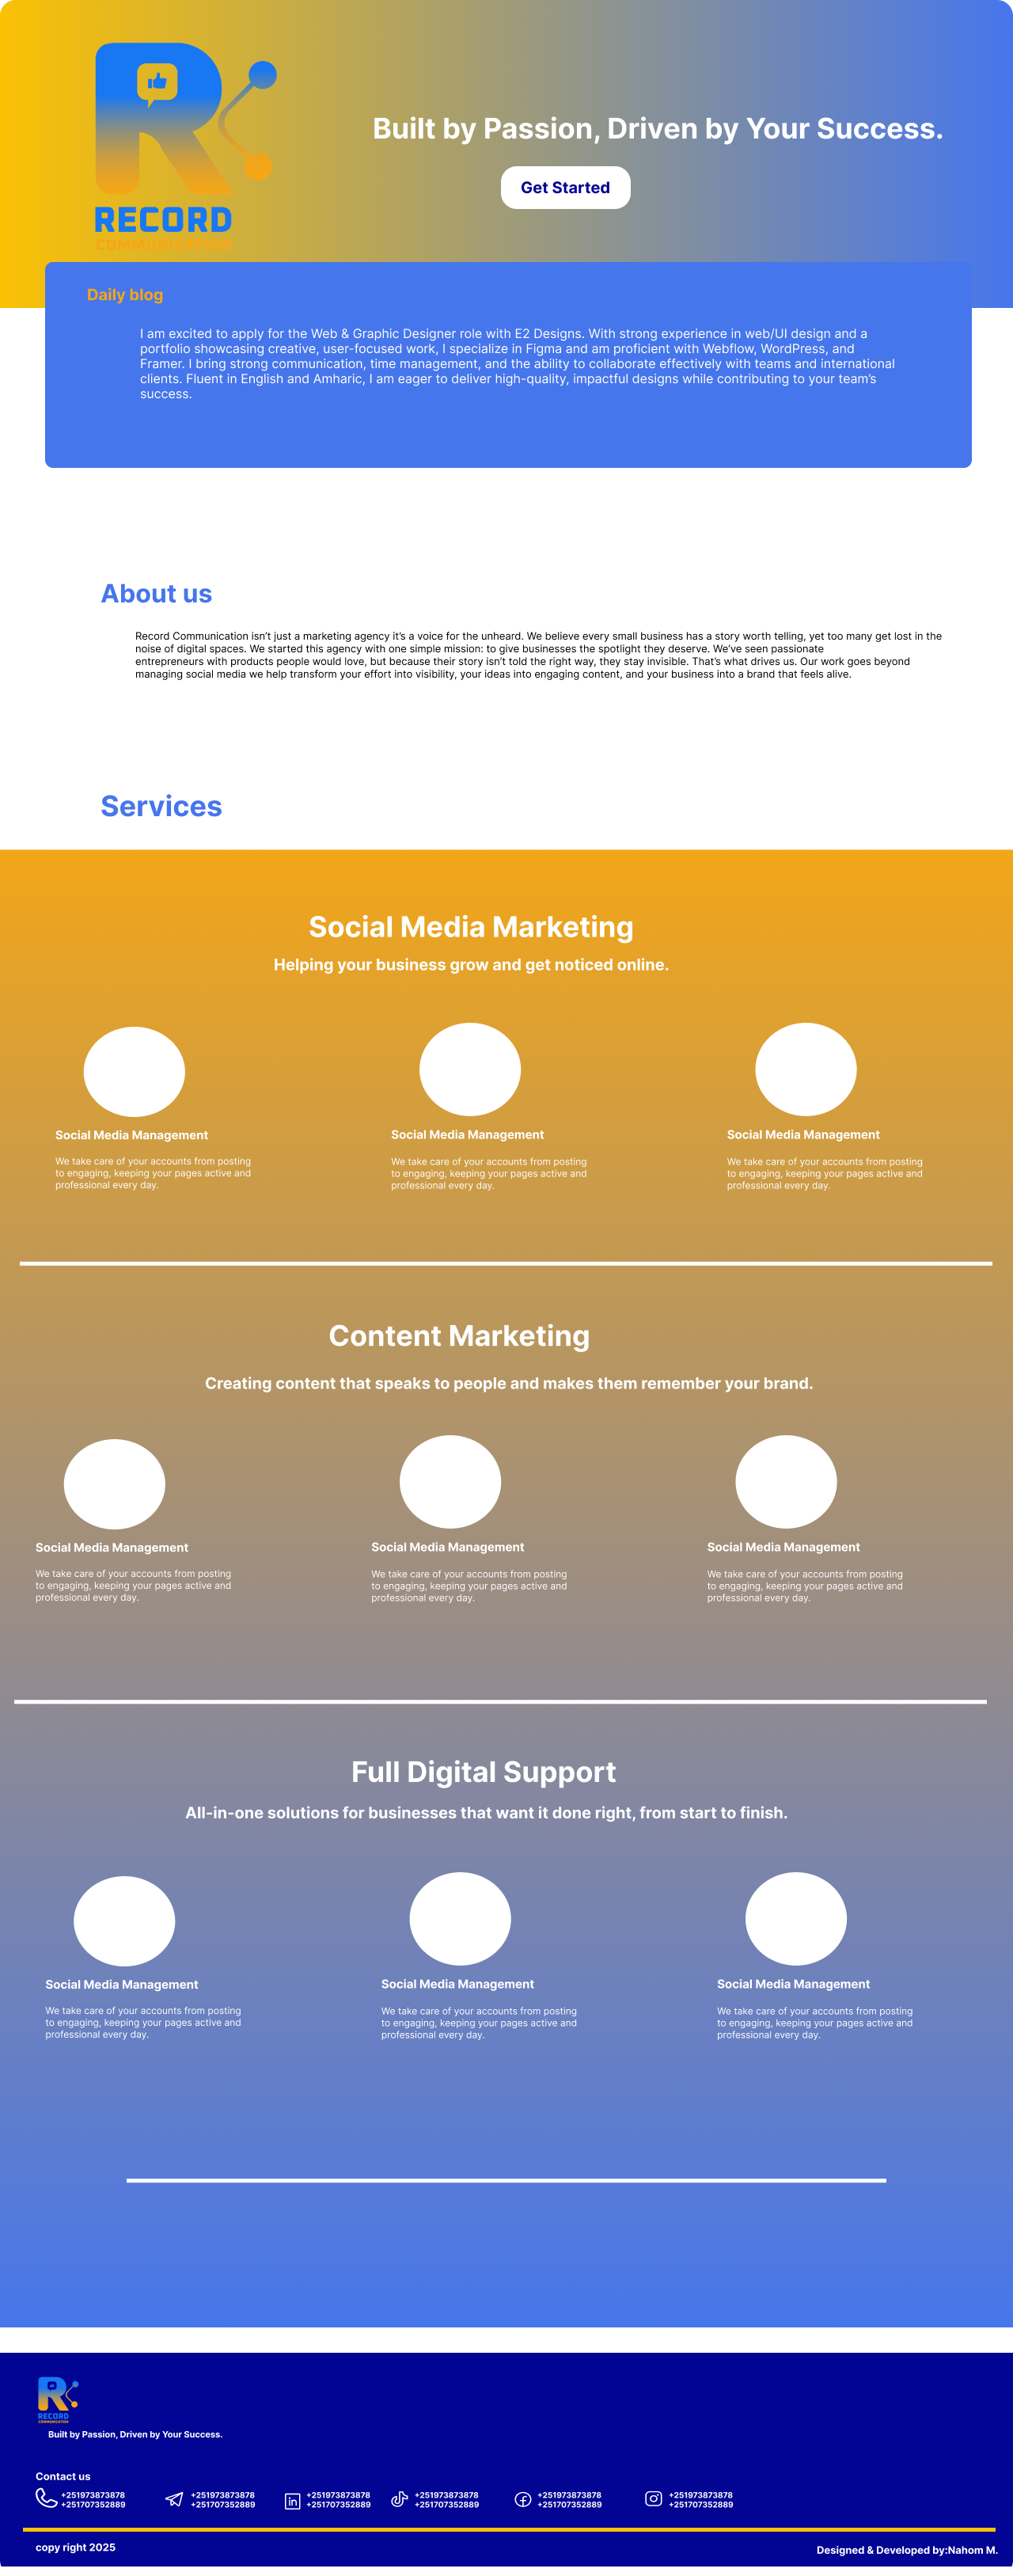 RECORD
COMMUNICATION
Built by Passion, Driven by Your Success.
Get Started
Daily blog
I am excited to apply for the Web & Graphic Designer role with E2 Designs. With strong experience in web/UI design and a
portfolio showcasing creative, user-focused work, I specialize in Figma and am proficient with Webflow, WordPress, and
Framer. I bring strong communication, time management, and the ability to collaborate effectively with teams and international
clients. Fluent in English and Amharic, I am eager to deliver high-quality, impactful designs while contributing to your team's
success.
About us
Record Communication isn't just a marketing agency it's a voice for the unheard. We believe every small business has a story worth telling, yet too many get lost in the
noise of digital spaces. We started this agency with one simple mission: to give businesses the spotlight they deserve. We've seen passionate
entrepreneurs with products people would love, but because their story isn't told the right way, they stay invisible. That's what drives us. Our work goes beyond
managing social media we help transform your effort into visibility, your ideas into engaging content, and your business into a brand that feels alive.
Services
Social Media Marketing
Helping your business grow and get noticed online.
Social Media Management
We take care of your accounts from posting
to engaging, keeping your pages active and
professional every day.
Social Media Management
We take care of your accounts from posting
to engaging, keeping your pages active and
professional every day.
Social Media Management
We take care of your accounts from posting
to engaging, keeping your pages active and
professional every day.
Content Marketing
Creating content that speaks to people and makes them remember your brand.
Social Media Management
We take care of your accounts from posting
to engaging, keeping your pages active and
professional every day.
Social Media Management
We take care of your accounts from posting
to engaging, keeping your pages active and
professional every day.
Social Media Management
We take care of your accounts from posting
to engaging, keeping your pages active and
professional every day.
Full Digital Support
All-in-one solutions for businesses that want it done right, from start to finish.
Social Media Management
We take care of your accounts from posting
to engaging, keeping your pages active and
professional every day.
Social Media Management
We take care of your accounts from posting
to engaging, keeping your pages active and
professional every day.
Social Media Management
We take care of your accounts from posting
to engaging, keeping your pages active and
professional every day.
RECORD
COMMUNICATION
Built by Passion, Driven by Your Success.
Contact us
+251973873878
+251707352889
+251973873878
+251707352889
+251973873878
+251707352889
+251973873878
+251707352889
+251973873878
+251707352889
+251973873878
+251707352889
copy right 2025
Designed & Developed by:Nahom M.